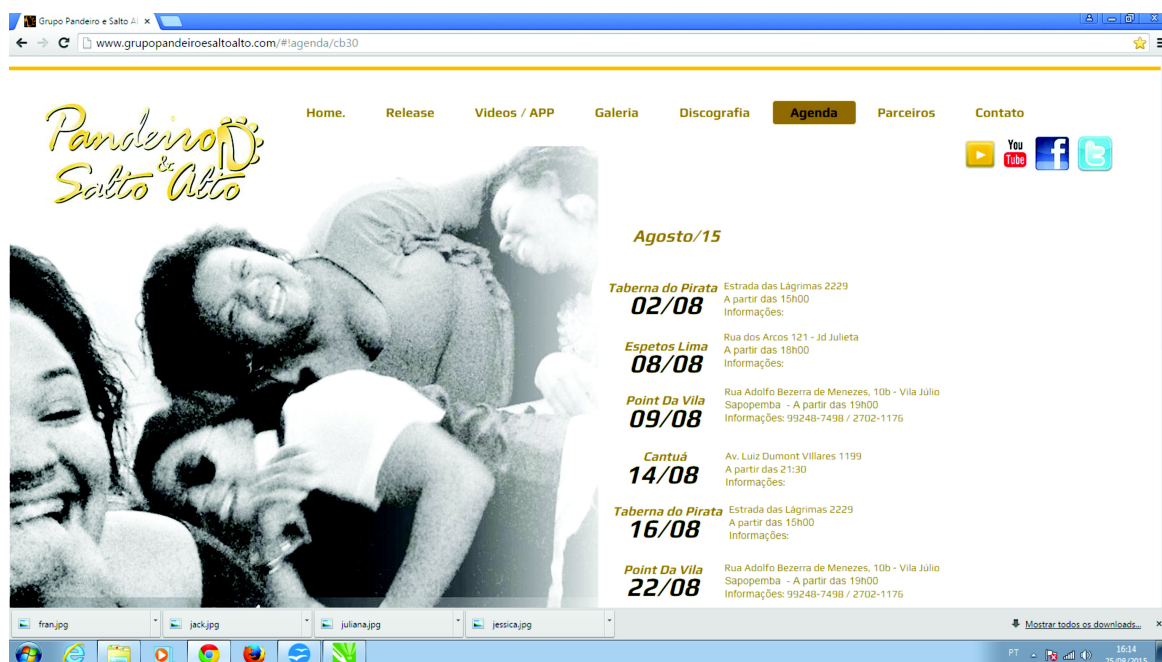 Grupo Pandeiro e Salto Al
www.grupopandeiroesaltoalto.com/#!agenda/cb30
Pandeiro
&
Salto Alto
Home.
Release
Videos / APP
Galeria
Discografia
Agenda
Parceiros
Contato
You
Tube
Agosto/15
Taberna do Pirata
02/08
Estrada das Lágrimas 2229
A partir das 15h00
Informações:
Espetos Lima
08/08
Rua dos Arcos 121 - Jd Julieta
A partir das 18h00
Informações:
Point Da Vila
09/08
Rua Adolfo Bezerra de Menezes, 10b - Vila Júlio
Sapopemba - A partir das 19h00
Informações: 99248-7498 / 2702-1176
Cantuá
14/08
Av. Luiz Dumont VIllares 1199
A partir das 21:30
Informações:
Taberna do Pirata
16/08
Estrada das Lágrimas 2229
A partir das 15h00
Informações:
Point Da Vila
22/08
Rua Adolfo Bezerra de Menezes, 10b - Vila Júlio
Sapopemba - A partir das 19h00
Informações: 99248-7498 / 2702-1176
fran.jpg
jack.jpg
juliana.jpg
jessica.jpg
Mostrar todos os downloads...
PT
16:14
25/08/2015